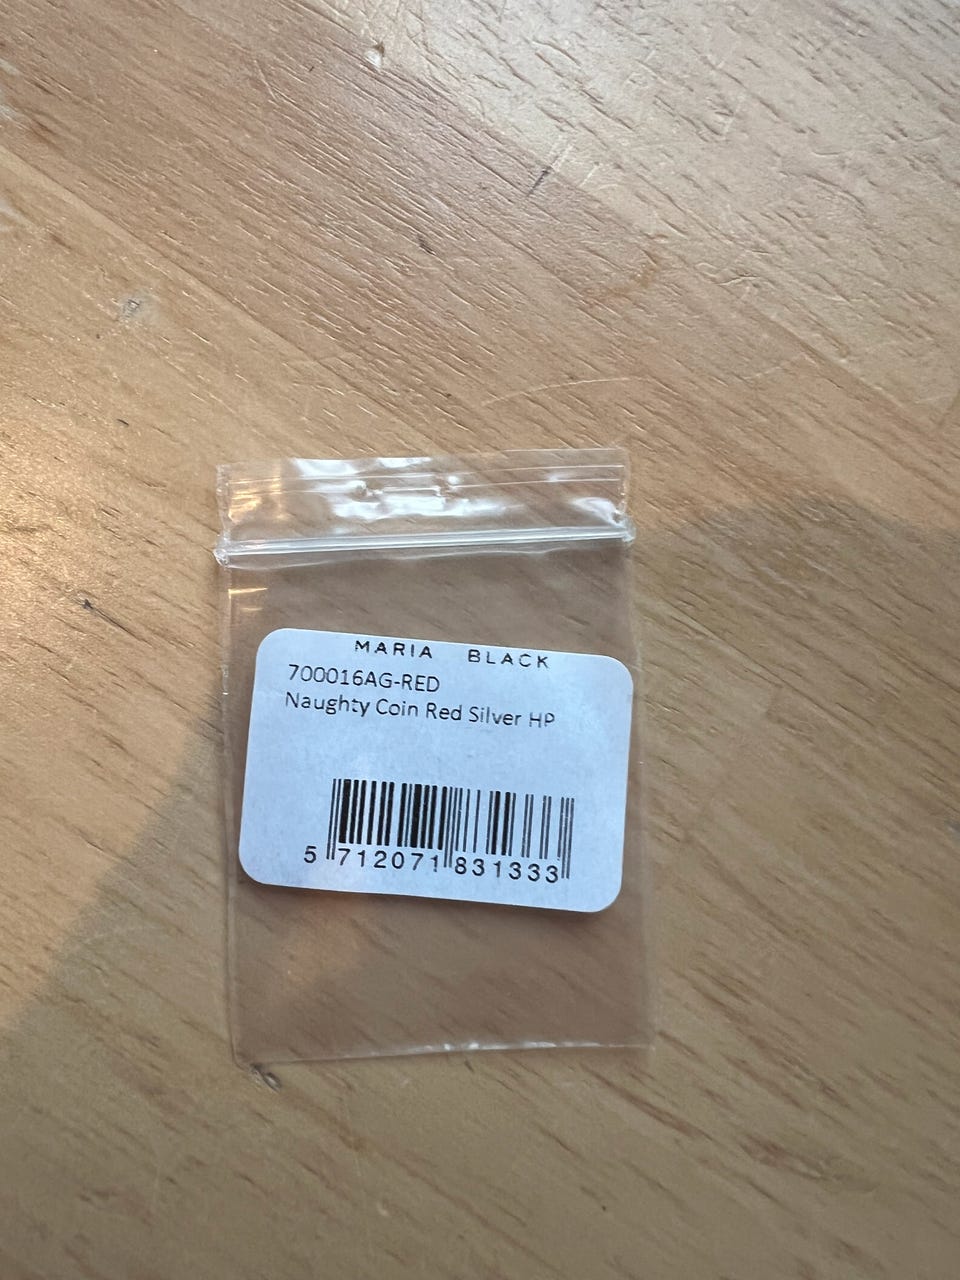 MARIA BLACK
700016AG-RED
Naughty Coin Red Silver HP
5 712071 831333